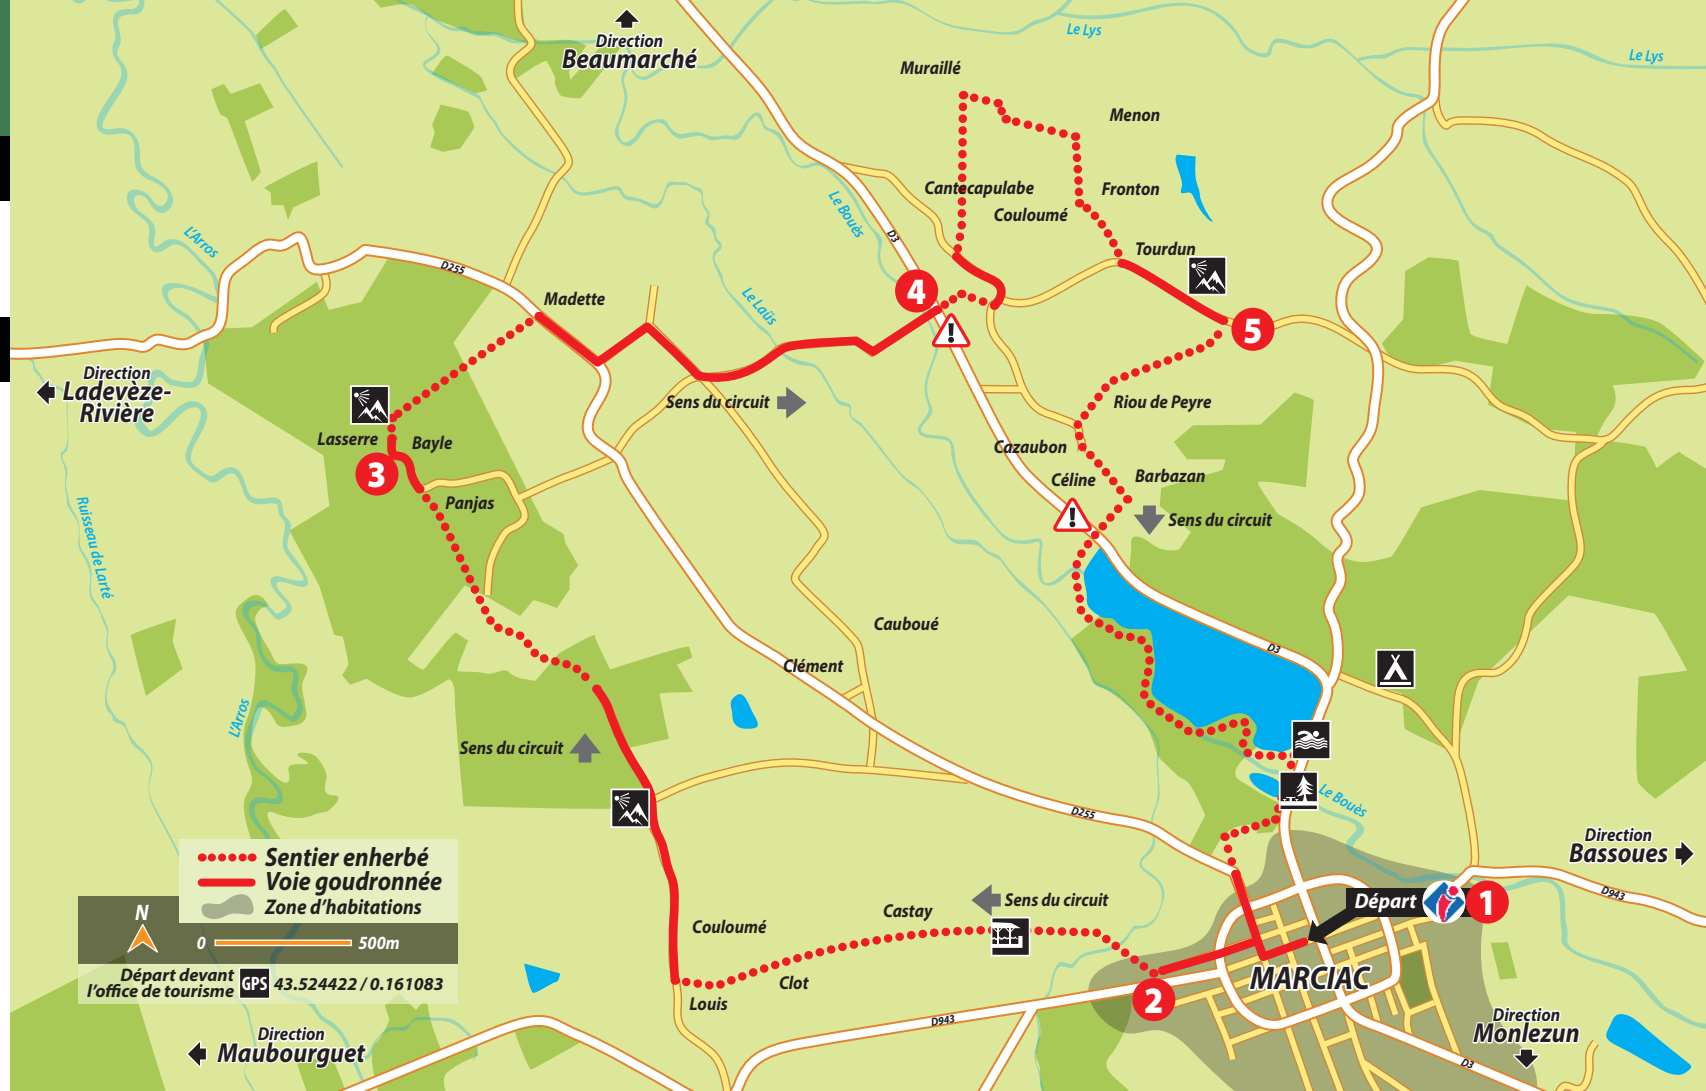 Direction
Beaumarché
Le Lys
Le Lys
Muraillé
Menon
Cantecapulabe
Fronton
Couloumé
Le Bouès
D3
Tourdun
L'Arros
D255
Madette
Le Laüs
4
!
5
Direction
Ladevèze-
Rivière
Sens du circuit
Riou de Peyre
Lasserre
Bayle
3
Cazaubon
Céline
Barbazan
Panjas
!
Sens du circuit
Ruisseau de Larté
Cauboué
Clément
D3
L'Arros
Sens du circuit
Le Bouès
D255
Direction
Bassoues
Sentier enherbé
Voie goudronnée
Zone d'habitations
N
0
500m
Départ devant
l'office de tourisme
GPS
43.524422 / 0.161083
Sens du circuit
Castay
Couloumé
Clot
Louis
Départ
1
D943
MARCIAC
2
D943
Direction
Monlezun
D3
Direction
Maubourguet